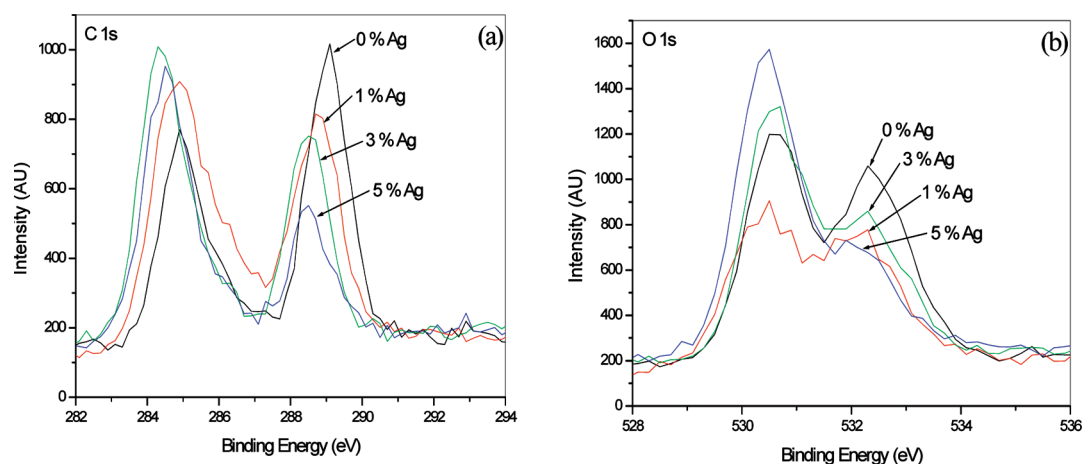 C 1s
(a)
0 % Ag
1 % Ag
3 % Ag
5 % Ag
1000
800
600
400
200
0
Intensity (AU)
282 284 286 288 290 292 294
Binding Energy (eV)
O 1s
(b)
0 % Ag
3 % Ag
1 % Ag
5 % Ag
1600
1400
1200
1000
800
600
400
200
0
Intensity (AU)
528 530 532 534 536
Binding Energy (eV)